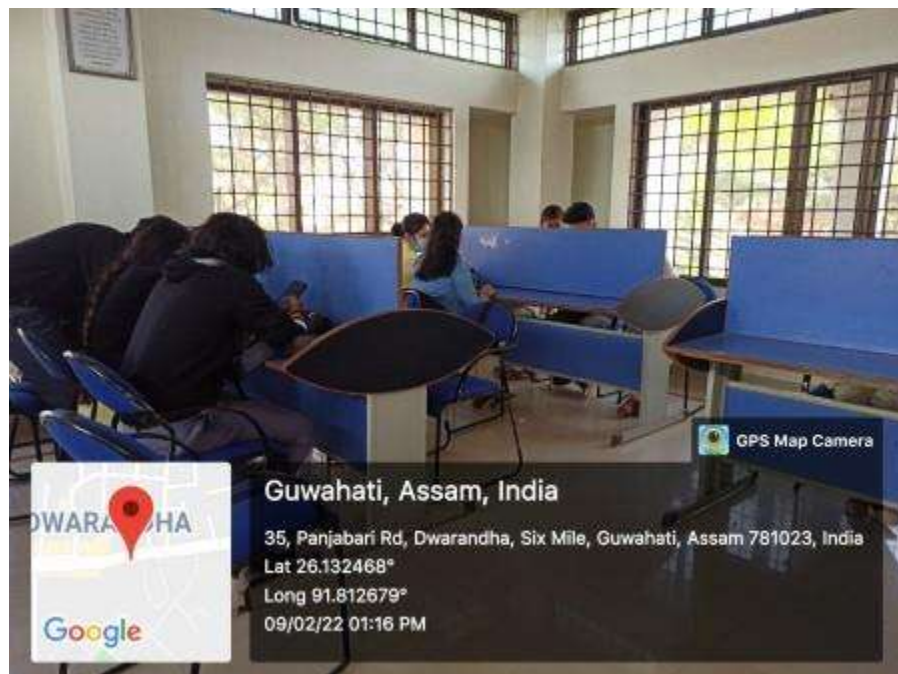 GPS Map Camera
Guwahati, Assam, India
35, Panjabari Rd, Dwarandha, Six Mile, Guwahati, Assam 781023, India
Lat 26.132468°
Long 91.812679°
09/02/22 01:16 PM
Google